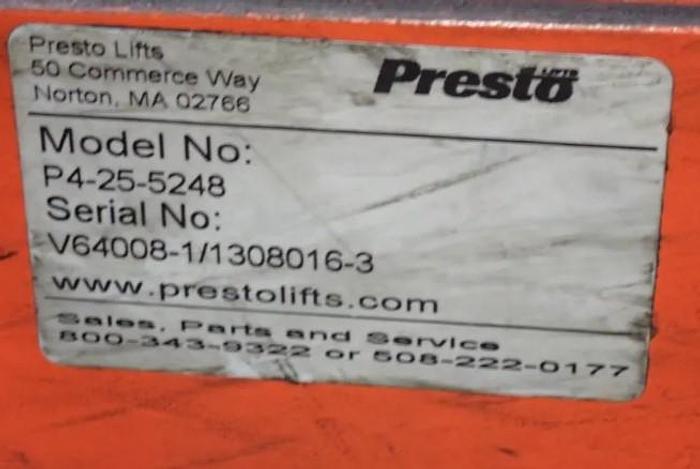 Presto Lifts
50 Commerce Way
Norton, MA 02766
Presto LIFTS
Model No:
P4-25-5248
Serial No:
V64008-1/1308016-3
www.prestolifts.com
Sales, Parts and Service
800-343-9322 or 508-222-0177